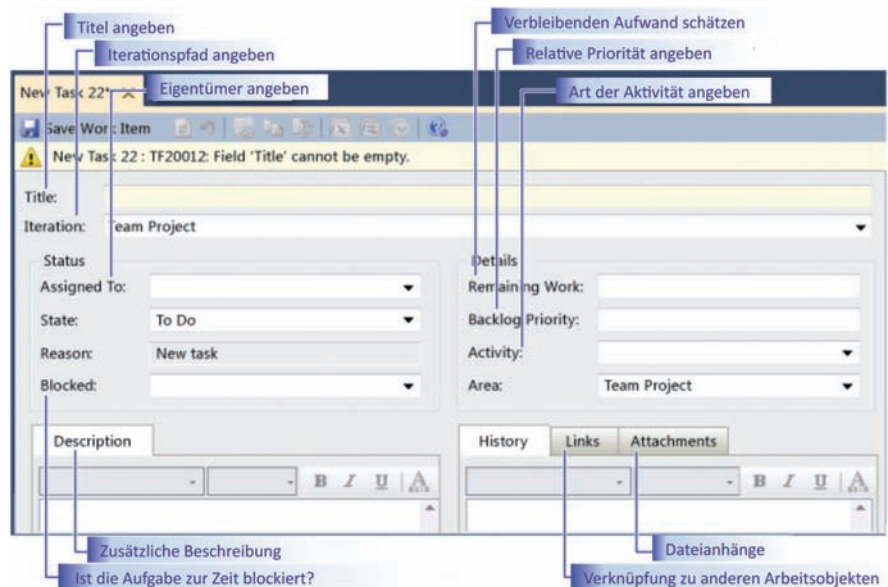 Titel angeben
Verbleibenden Aufwand schätzen
Iterationspfad angeben
Relative Priorität angeben
New Task 22*
Eigentümer angeben
Art der Aktivität angeben
Save Work Item
New Task 22 : TF20012: Field 'Title' cannot be empty.
Title:
Iteration: Team Project
Status
Details
Assigned To:
Remaining Work:
State: To Do
Backlog Priority:
Reason: New task
Activity:
Blocked:
Area: Team Project
Description
History Links Attachments
B I U A
B I U A
Zusätzliche Beschreibung
Dateianhänge
Ist die Aufgabe zur Zeit blockiert?
Verknüpfung zu anderen Arbeitsobjekten